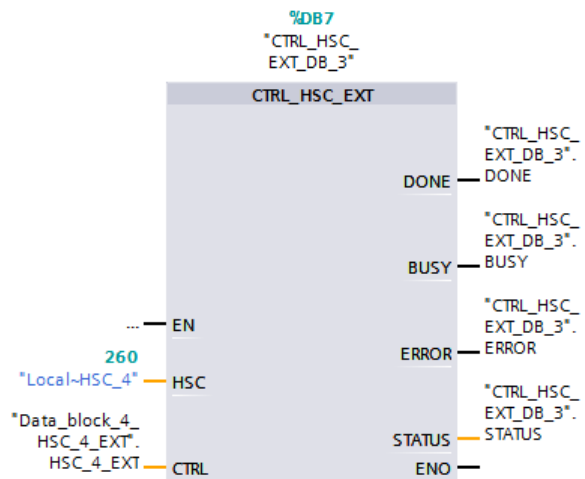 %DB7
"CTRL_HSC_
EXT_DB_3"
CTRL_HSC_EXT
DONE
"CTRL_HSC_
EXT_DB_3".
DONE
BUSY
"CTRL_HSC_
EXT_DB_3".
BUSY
... EN
ERROR
"CTRL_HSC_
EXT_DB_3".
ERROR
260
"Local~HSC_4" HSC
"Data_block_4_
HSC_4_EXT".
HSC_4_EXT CTRL
STATUS
"CTRL_HSC_
EXT_DB_3".
STATUS
ENO